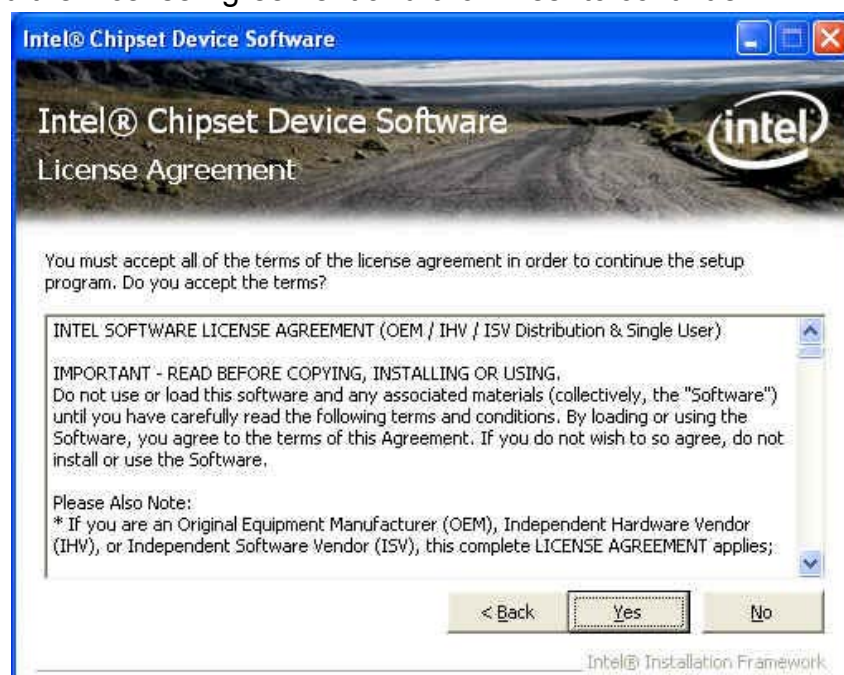 Intel® Chipset Device Software
Intel® Chipset Device Software
intel
License Agreement
You must accept all of the terms of the license agreement in order to continue the setup
program. Do you accept the terms?
INTEL SOFTWARE LICENSE AGREEMENT (OEM / IHV / ISV Distribution & Single User)
IMPORTANT - READ BEFORE COPYING, INSTALLING OR USING.
Do not use or load this software and any associated materials (collectively, the "Software")
until you have carefully read the following terms and conditions. By loading or using the
Software, you agree to the terms of this Agreement. If you do not wish to so agree, do not
install or use the Software.
Please Also Note:
* If you are an Original Equipment Manufacturer (OEM), Independent Hardware Vendor
(IHV), or Independent Software Vendor (ISV), this complete LICENSE AGREEMENT applies;
< Back Yes No
Intel® Installation Framework